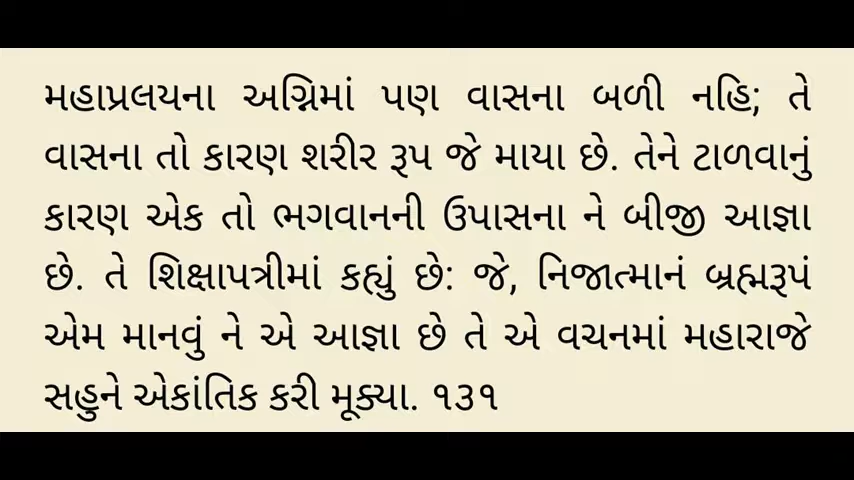 મહાપ્રલયના અગ્નિમાં પણ વાસના બળી નહિ; તે
વાસના તો કારણ શરીર રૂપ જે માયા છે. તેને ટાળવાનું
કારણ એક તો ભગવાનની ઉપાસના ને બીજી આજ્ઞા
છે. તે શિક્ષાપત્રીમાં કહ્યું છે: જે, નિજાત્માનં બ્રહ્મરૂપં
એમ માનવું ને એ આજ્ઞા છે તે એ વચનમાં મહારાજે
સહુને એકાંતિક કરી મૂક્યા. ૧૩૧